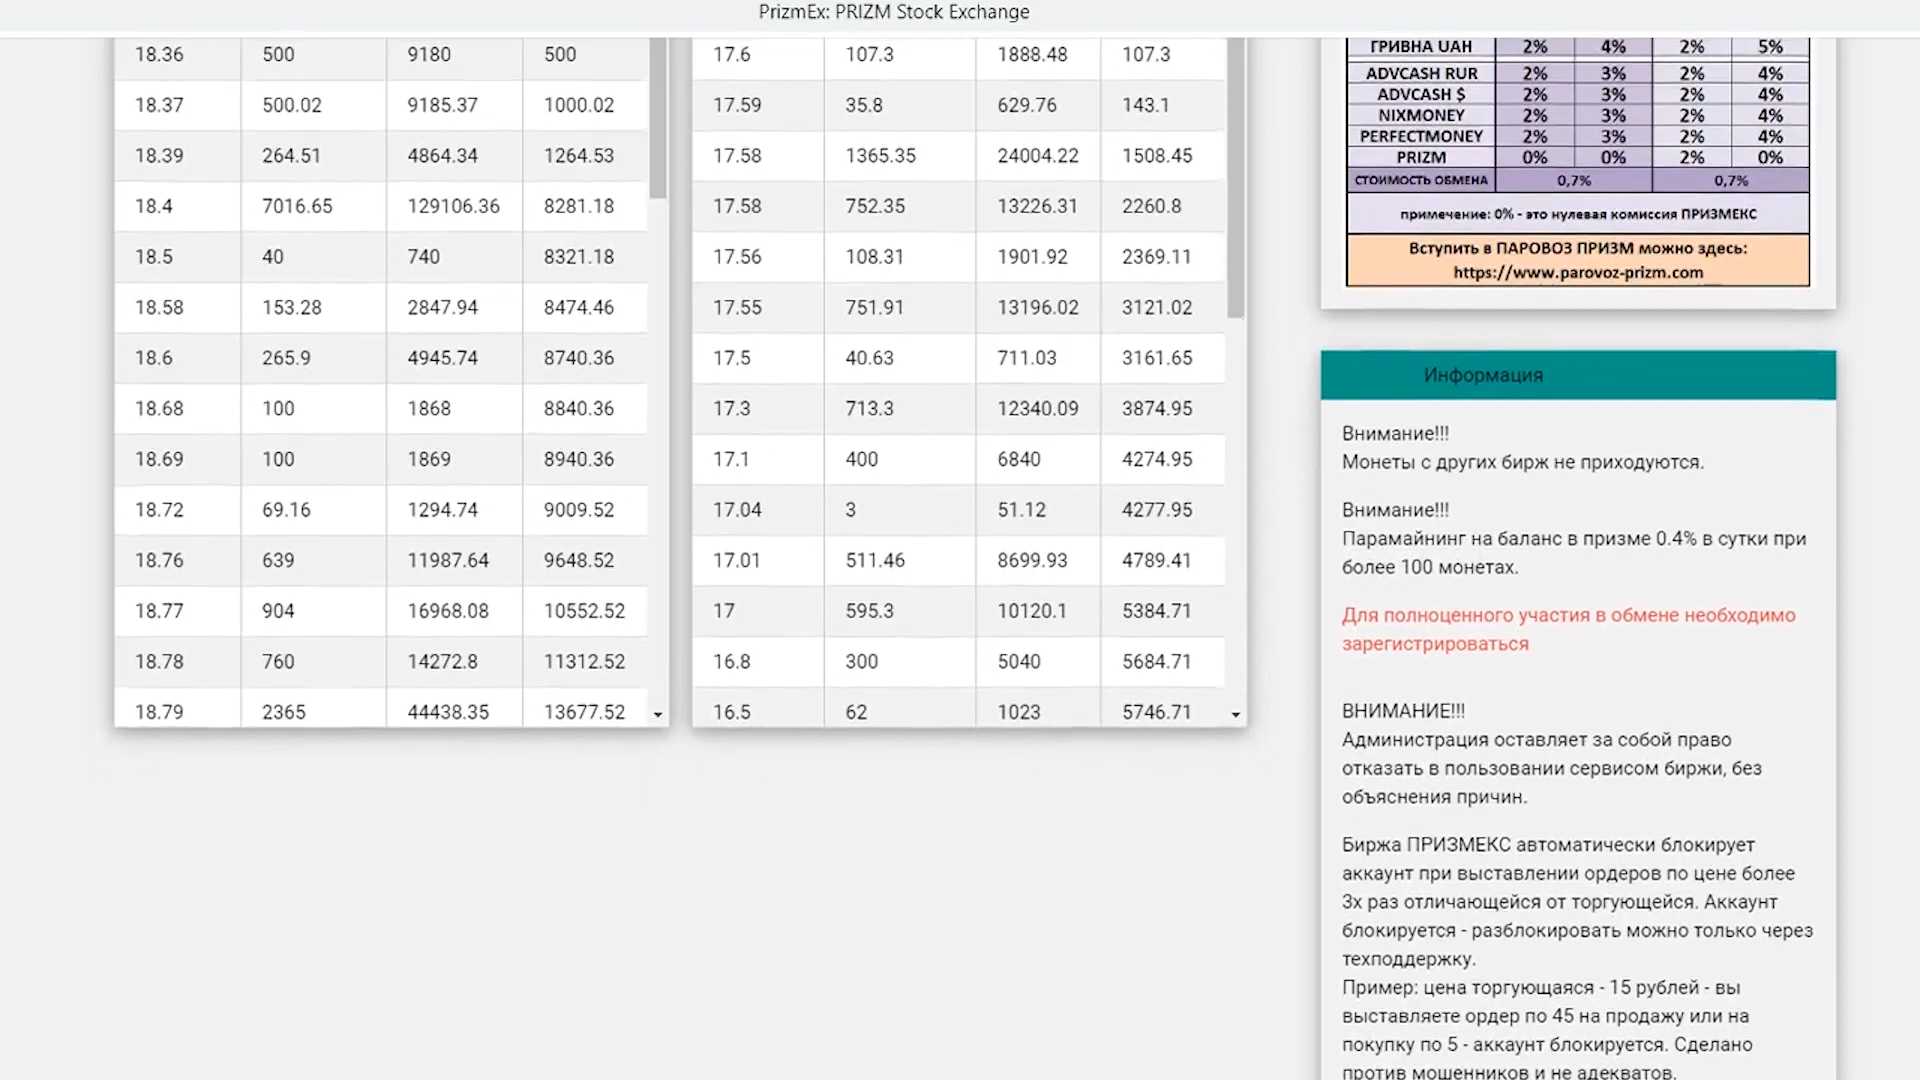 PrizmEx: PRIZM Stock Exchange
18.36 500 9180 500
18.37 500.02 9185.37 1000.02
18.39 264.51 4864.34 1264.53
18.4 7016.65 129106.36 8281.18
18.5 40 740 8321.18
18.58 153.28 2847.94 8474.46
18.6 265.9 4945.74 8740.36
18.68 100 1868 8840.36
18.69 100 1869 8940.36
18.72 69.16 1294.74 9009.52
18.76 639 11987.64 9648.52
18.77 904 16968.08 10552.52
18.78 760 14272.8 11312.52
18.79 2365 44438.35 13677.52
17.6 107.3 1888.48 107.3
17.59 35.8 629.76 143.1
17.58 1365.35 24004.22 1508.45
17.58 752.35 13226.31 2260.8
17.56 108.31 1901.92 2369.11
17.55 751.91 13196.02 3121.02
17.5 40.63 711.03 3161.65
17.3 713.3 12340.09 3874.95
17.1 400 6840 4274.95
17.04 3 51.12 4277.95
17.01 511.46 8699.93 4789.41
17 595.3 10120.1 5384.71
16.8 300 5040 5684.71
16.5 62 1023 5746.71
ГРИВНА UAH 2% 4% 2% 5%
ADVCASH RUR 2% 3% 2% 4%
ADVCASH $ 2% 3% 2% 4%
NIXMONEY 2% 3% 2% 4%
PERFECTMONEY 2% 3% 2% 4%
PRIZM 0% 0% 2% 0%
СТОИМОСТЬ ОБМЕНА 0,7% 0,7%
примечение: 0% - это нулевая комиссия ПРИЗМЕКС
Вступить в ПАРОВОЗ ПРИЗМ можно здесь:
https://www.parovoz-prizm.com
Информация
Внимание!!!
Монеты с других бирж не приходуются.
Внимание!!!
Парамайнинг на баланс в призме 0.4% в сутки при
более 100 монетах.
Для полноценного участия в обмене необходимо
зарегистрироваться
ВНИМАНИЕ!!!
Администрация оставляет за собой право
отказать в пользовании сервисом биржи, без
объяснения причин.
Биржа ПРИЗМЕКС автоматически блокирует
аккаунт при выставлении ордеров по цене более
3х раз отличающейся от торгующейся. Аккаунт
блокируется - разблокировать можно только через
техподдержку.
Пример: цена торгующаяся - 15 рублей - вы
выставляете ордер по 45 на продажу или на
покупку по 5 - аккаунт блокируется. Сделано
против мошенников и не адекватов.